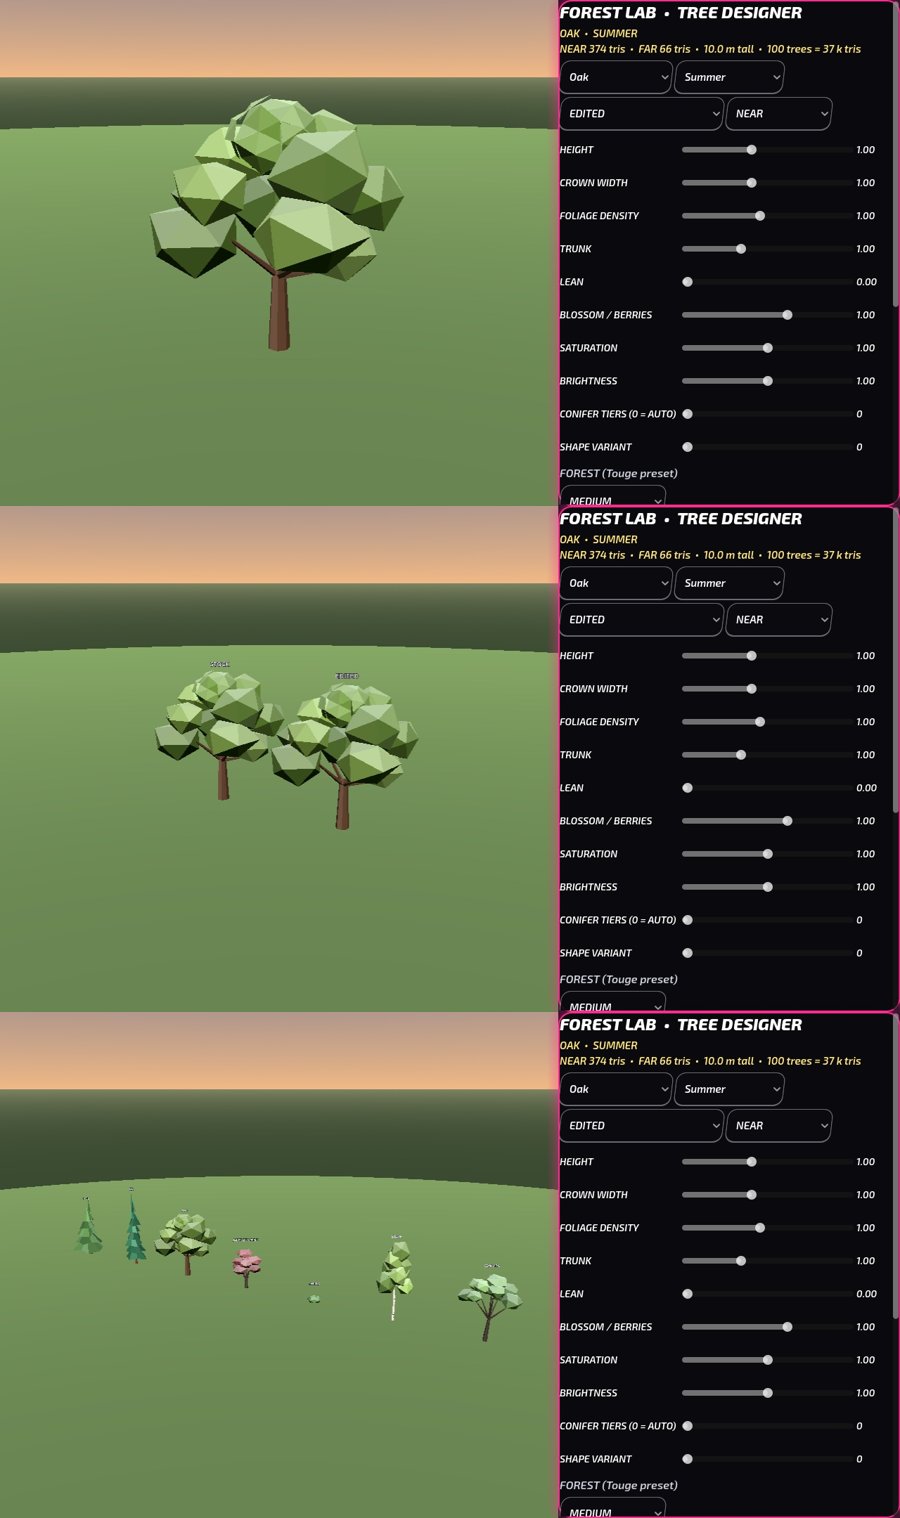 FOREST LAB • TREE DESIGNER
OAK • SUMMER
NEAR 374 tris • FAR 66 tris • 10.0 m tall • 100 trees = 37 k tris
Oak Summer
EDITED NEAR
HEIGHT 1.00
CROWN WIDTH 1.00
FOLIAGE DENSITY 1.00
TRUNK 1.00
LEAN 0.00
BLOSSOM / BERRIES 1.00
SATURATION 1.00
BRIGHTNESS 1.00
CONIFER TIERS (0 = AUTO) 0
SHAPE VARIANT 0
FOREST (Touge preset)
MEDIUM
FOREST LAB • TREE DESIGNER
OAK • SUMMER
NEAR 374 tris • FAR 66 tris • 10.0 m tall • 100 trees = 37 k tris
Oak Summer
EDITED NEAR
HEIGHT 1.00
CROWN WIDTH 1.00
FOLIAGE DENSITY 1.00
TRUNK 1.00
LEAN 0.00
BLOSSOM / BERRIES 1.00
SATURATION 1.00
BRIGHTNESS 1.00
CONIFER TIERS (0 = AUTO) 0
SHAPE VARIANT 0
FOREST (Touge preset)
MEDIUM
FOREST LAB • TREE DESIGNER
OAK • SUMMER
NEAR 374 tris • FAR 66 tris • 10.0 m tall • 100 trees = 37 k tris
Oak Summer
EDITED NEAR
HEIGHT 1.00
CROWN WIDTH 1.00
FOLIAGE DENSITY 1.00
TRUNK 1.00
LEAN 0.00
BLOSSOM / BERRIES 1.00
SATURATION 1.00
BRIGHTNESS 1.00
CONIFER TIERS (0 = AUTO) 0
SHAPE VARIANT 0
FOREST (Touge preset)
MEDIUM